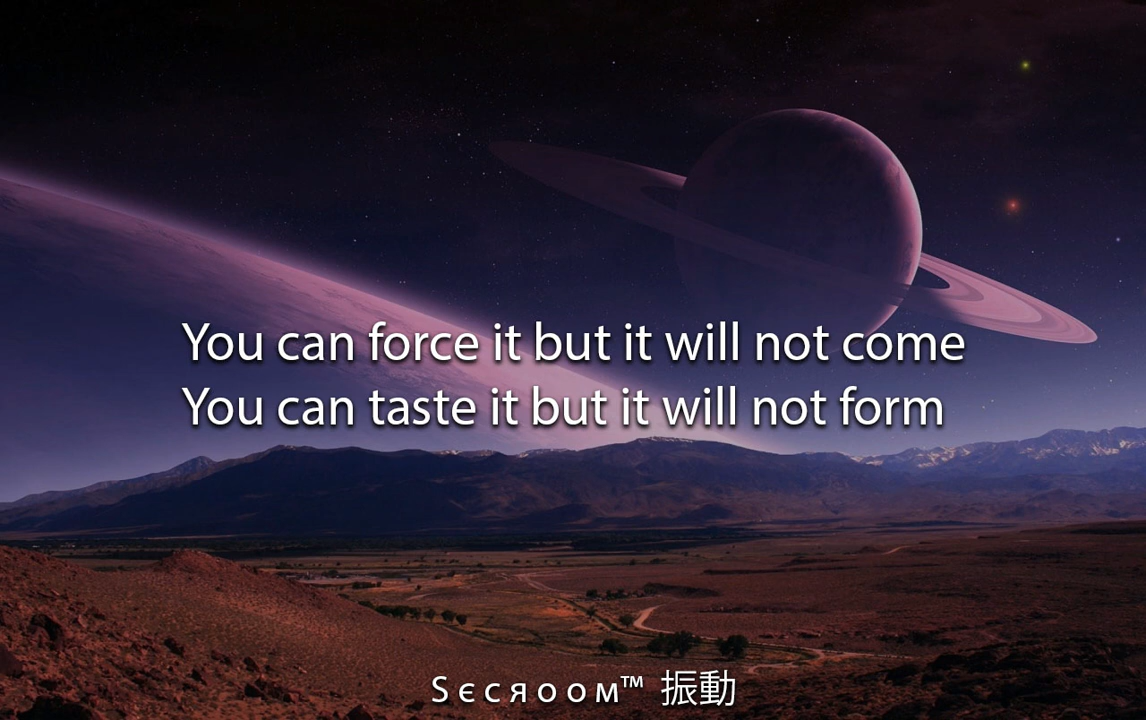 You can force it but it will not come
You can taste it but it will not form
Sєcяoom™ 振動